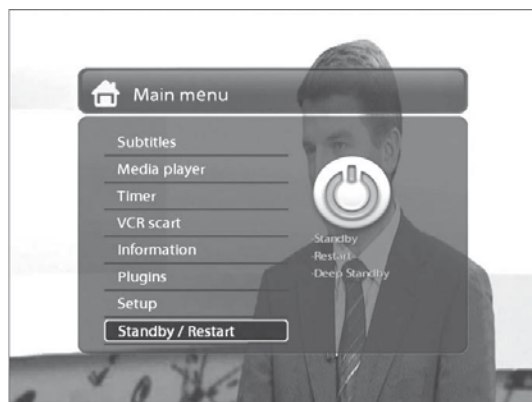 Main menu
Subtitles
Media player
Timer
VCR scart
Information
Plugins
Setup
Standby / Restart
-Standby
-Restart
-Deep Standby